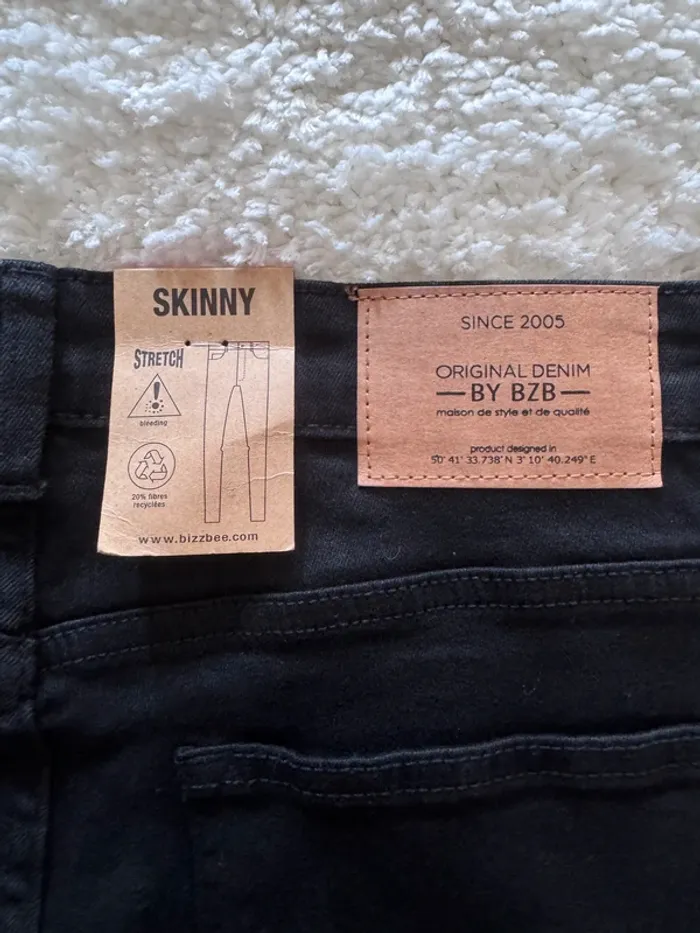 SKINNY
STRETCH
bleeding
20% fibres
recyclées
www.bizzbee.com
SINCE 2005
ORIGINAL DENIM
BY BZB
maison de style et de qualité
product designed in
50° 41' 33.738" N 3° 10' 40.249" E